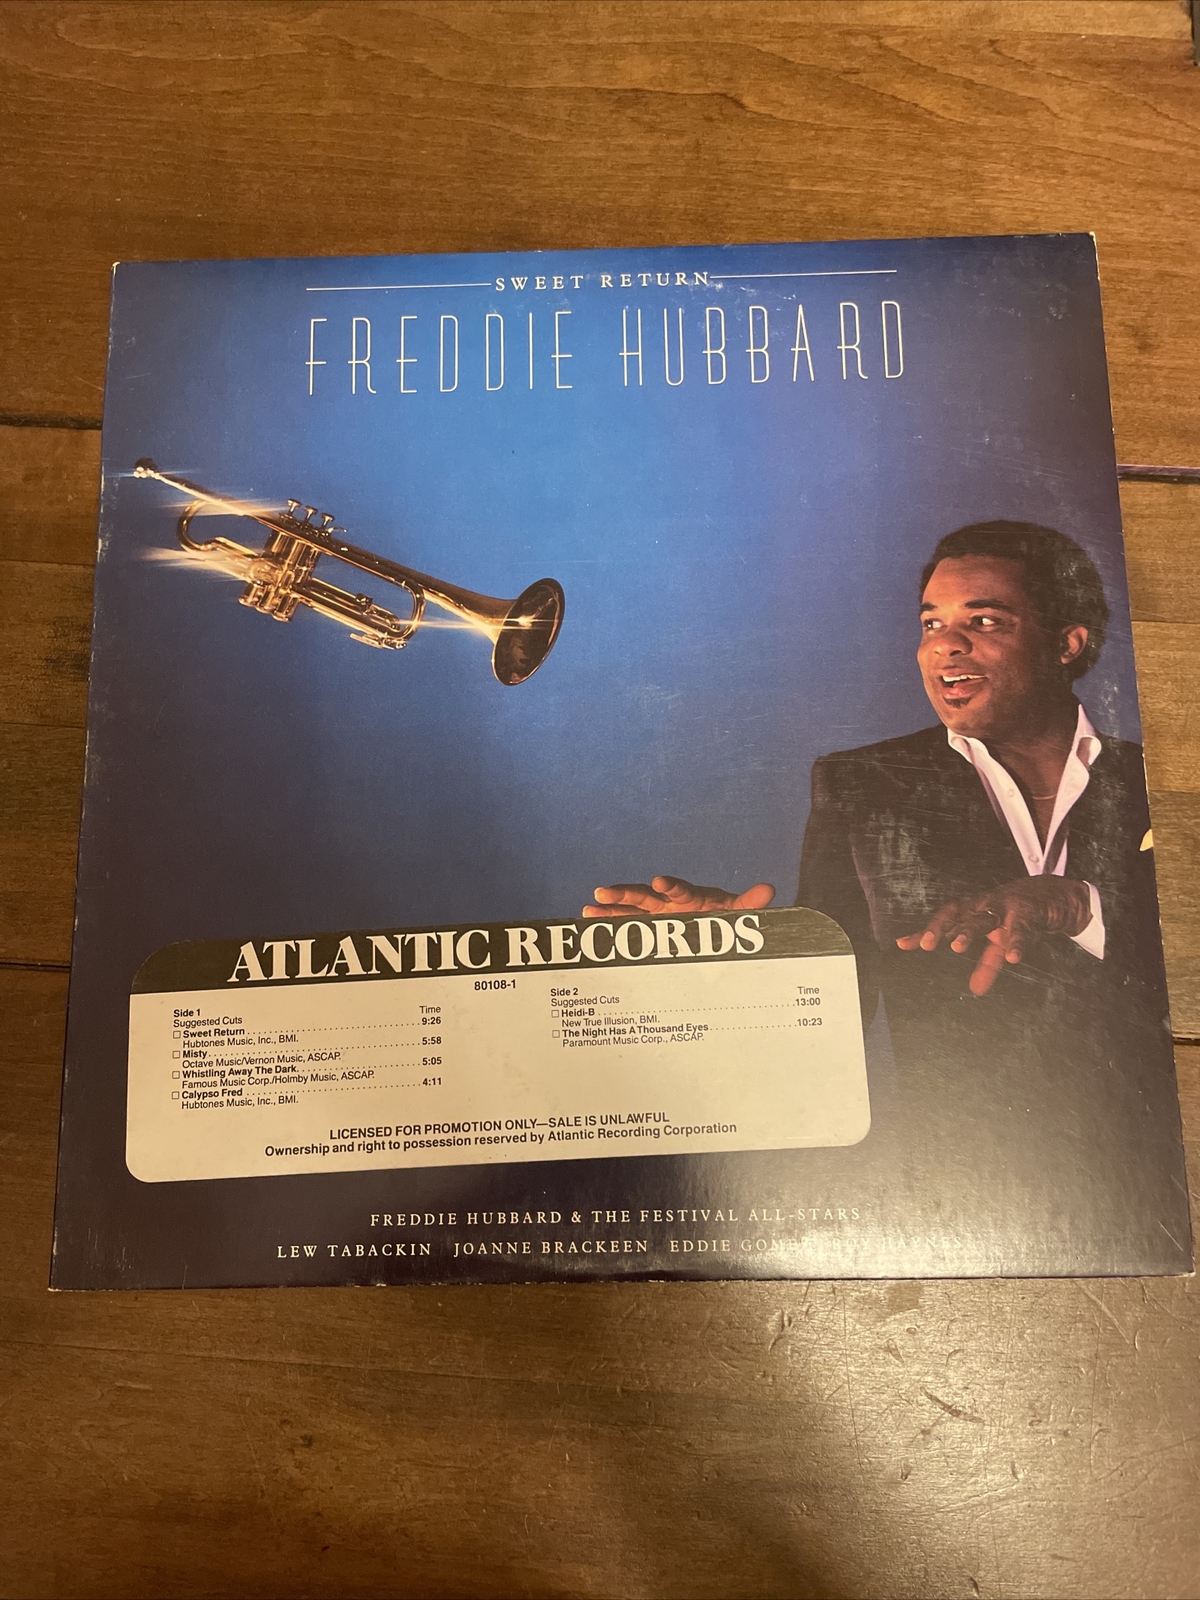 SWEET RETURN
FREDDIE HUBBARD
ATLANTIC RECORDS
80108-1
Side 1
Suggested Cuts Time
☐ Sweet Return . . . . . . . . . . . . . . . . . . . . . . . . . . . . . . 9:26
Hubtones Music, Inc., BMI.
☐ Misty . . . . . . . . . . . . . . . . . . . . . . . . . . . . . . . . . . . . . 5:58
Octave Music/Vernon Music, ASCAP.
☐ Whistling Away The Dark. . . . . . . . . . . . . . . . . . . . . 5:05
Famous Music Corp./Holmby Music, ASCAP.
☐ Calypso Fred . . . . . . . . . . . . . . . . . . . . . . . . . . . . . . 4:11
Hubtones Music, Inc., BMI.
Side 2 Time
Suggested Cuts
☐ Heidi-B . . . . . . . . . . . . . . . . . . . . . . . . . . . . . . . . . . 13:00
New True Illusion, BMI.
☐ The Night Has A Thousand Eyes . . . . . . . . . . . . . . . . 10:23
Paramount Music Corp., ASCAP.
LICENSED FOR PROMOTION ONLY—SALE IS UNLAWFUL
Ownership and right to possession reserved by Atlantic Recording Corporation
FREDDIE HUBBARD & THE FESTIVAL ALL-STARS
LEW TABACKIN JOANNE BRACKEEN EDDIE GOMEZ ROY HAYNES